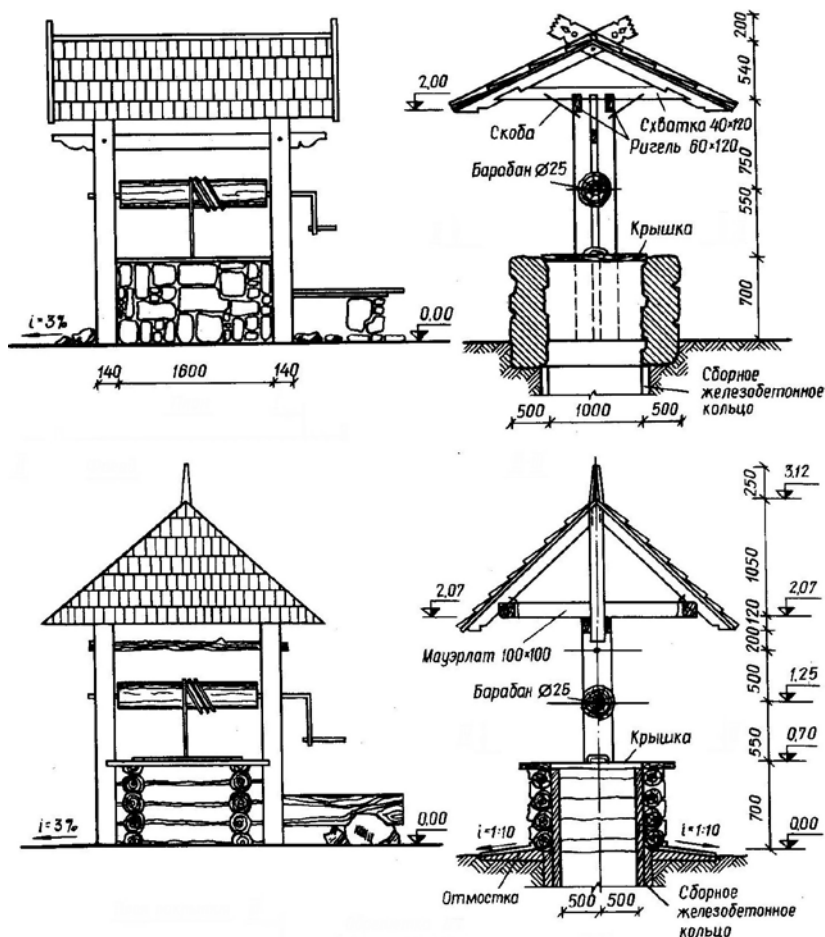 200
540
2,00
Скоба
Схватка 40×120
Ригель 60×120
750
Барабан Ø25
550
Крышка
700
i=3%
0,00
140 1600 140
500 1000 500
Сборное
железобетонное
кольцо
250
3,12
1050
2,07
2,07
120
200
Мауэрлат 100×100
500
1,25
Барабан Ø26
550
Крышка
0,70
700
i=3%
0,00
i=1:10
i=1:10
0,00
Отмостка
500 500
Сборное
железобетонное
кольцо